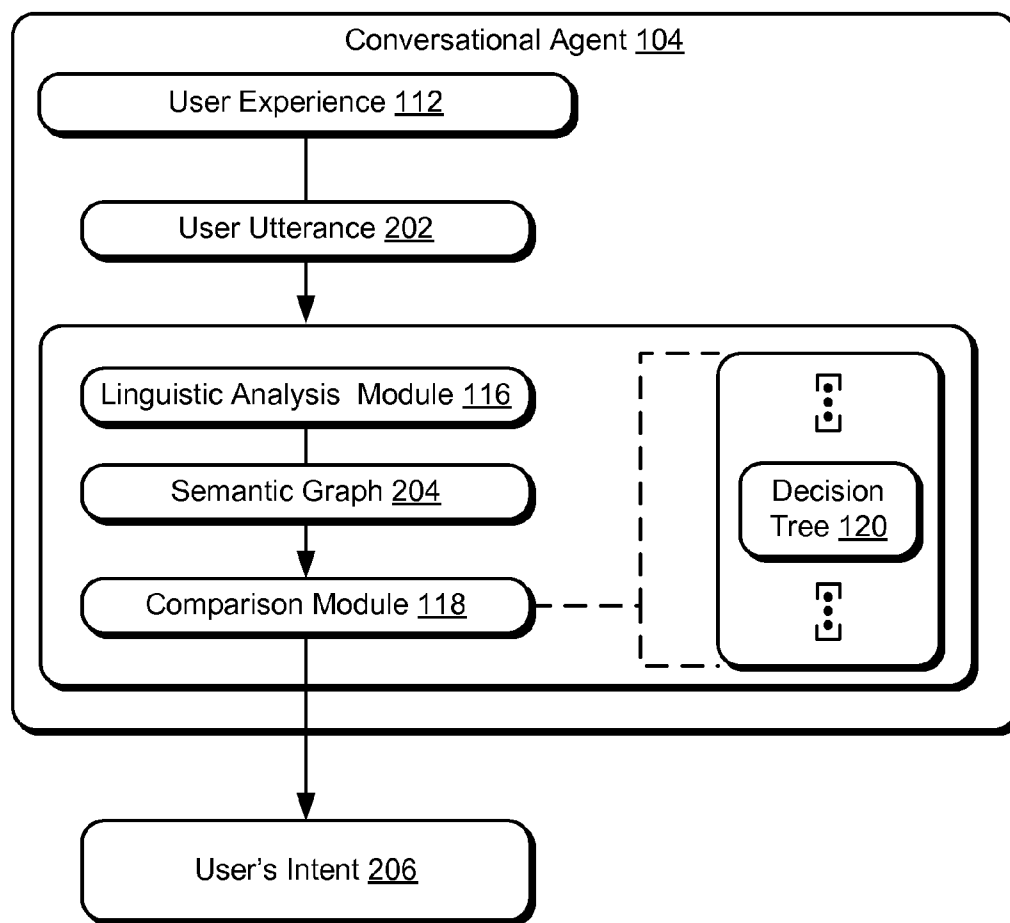 Conversational Agent 104
User Experience 112
User Utterance 202
Linguistic Analysis Module 116
Semantic Graph 204
Comparison Module 118
Decision
Tree 120
User’s Intent 206